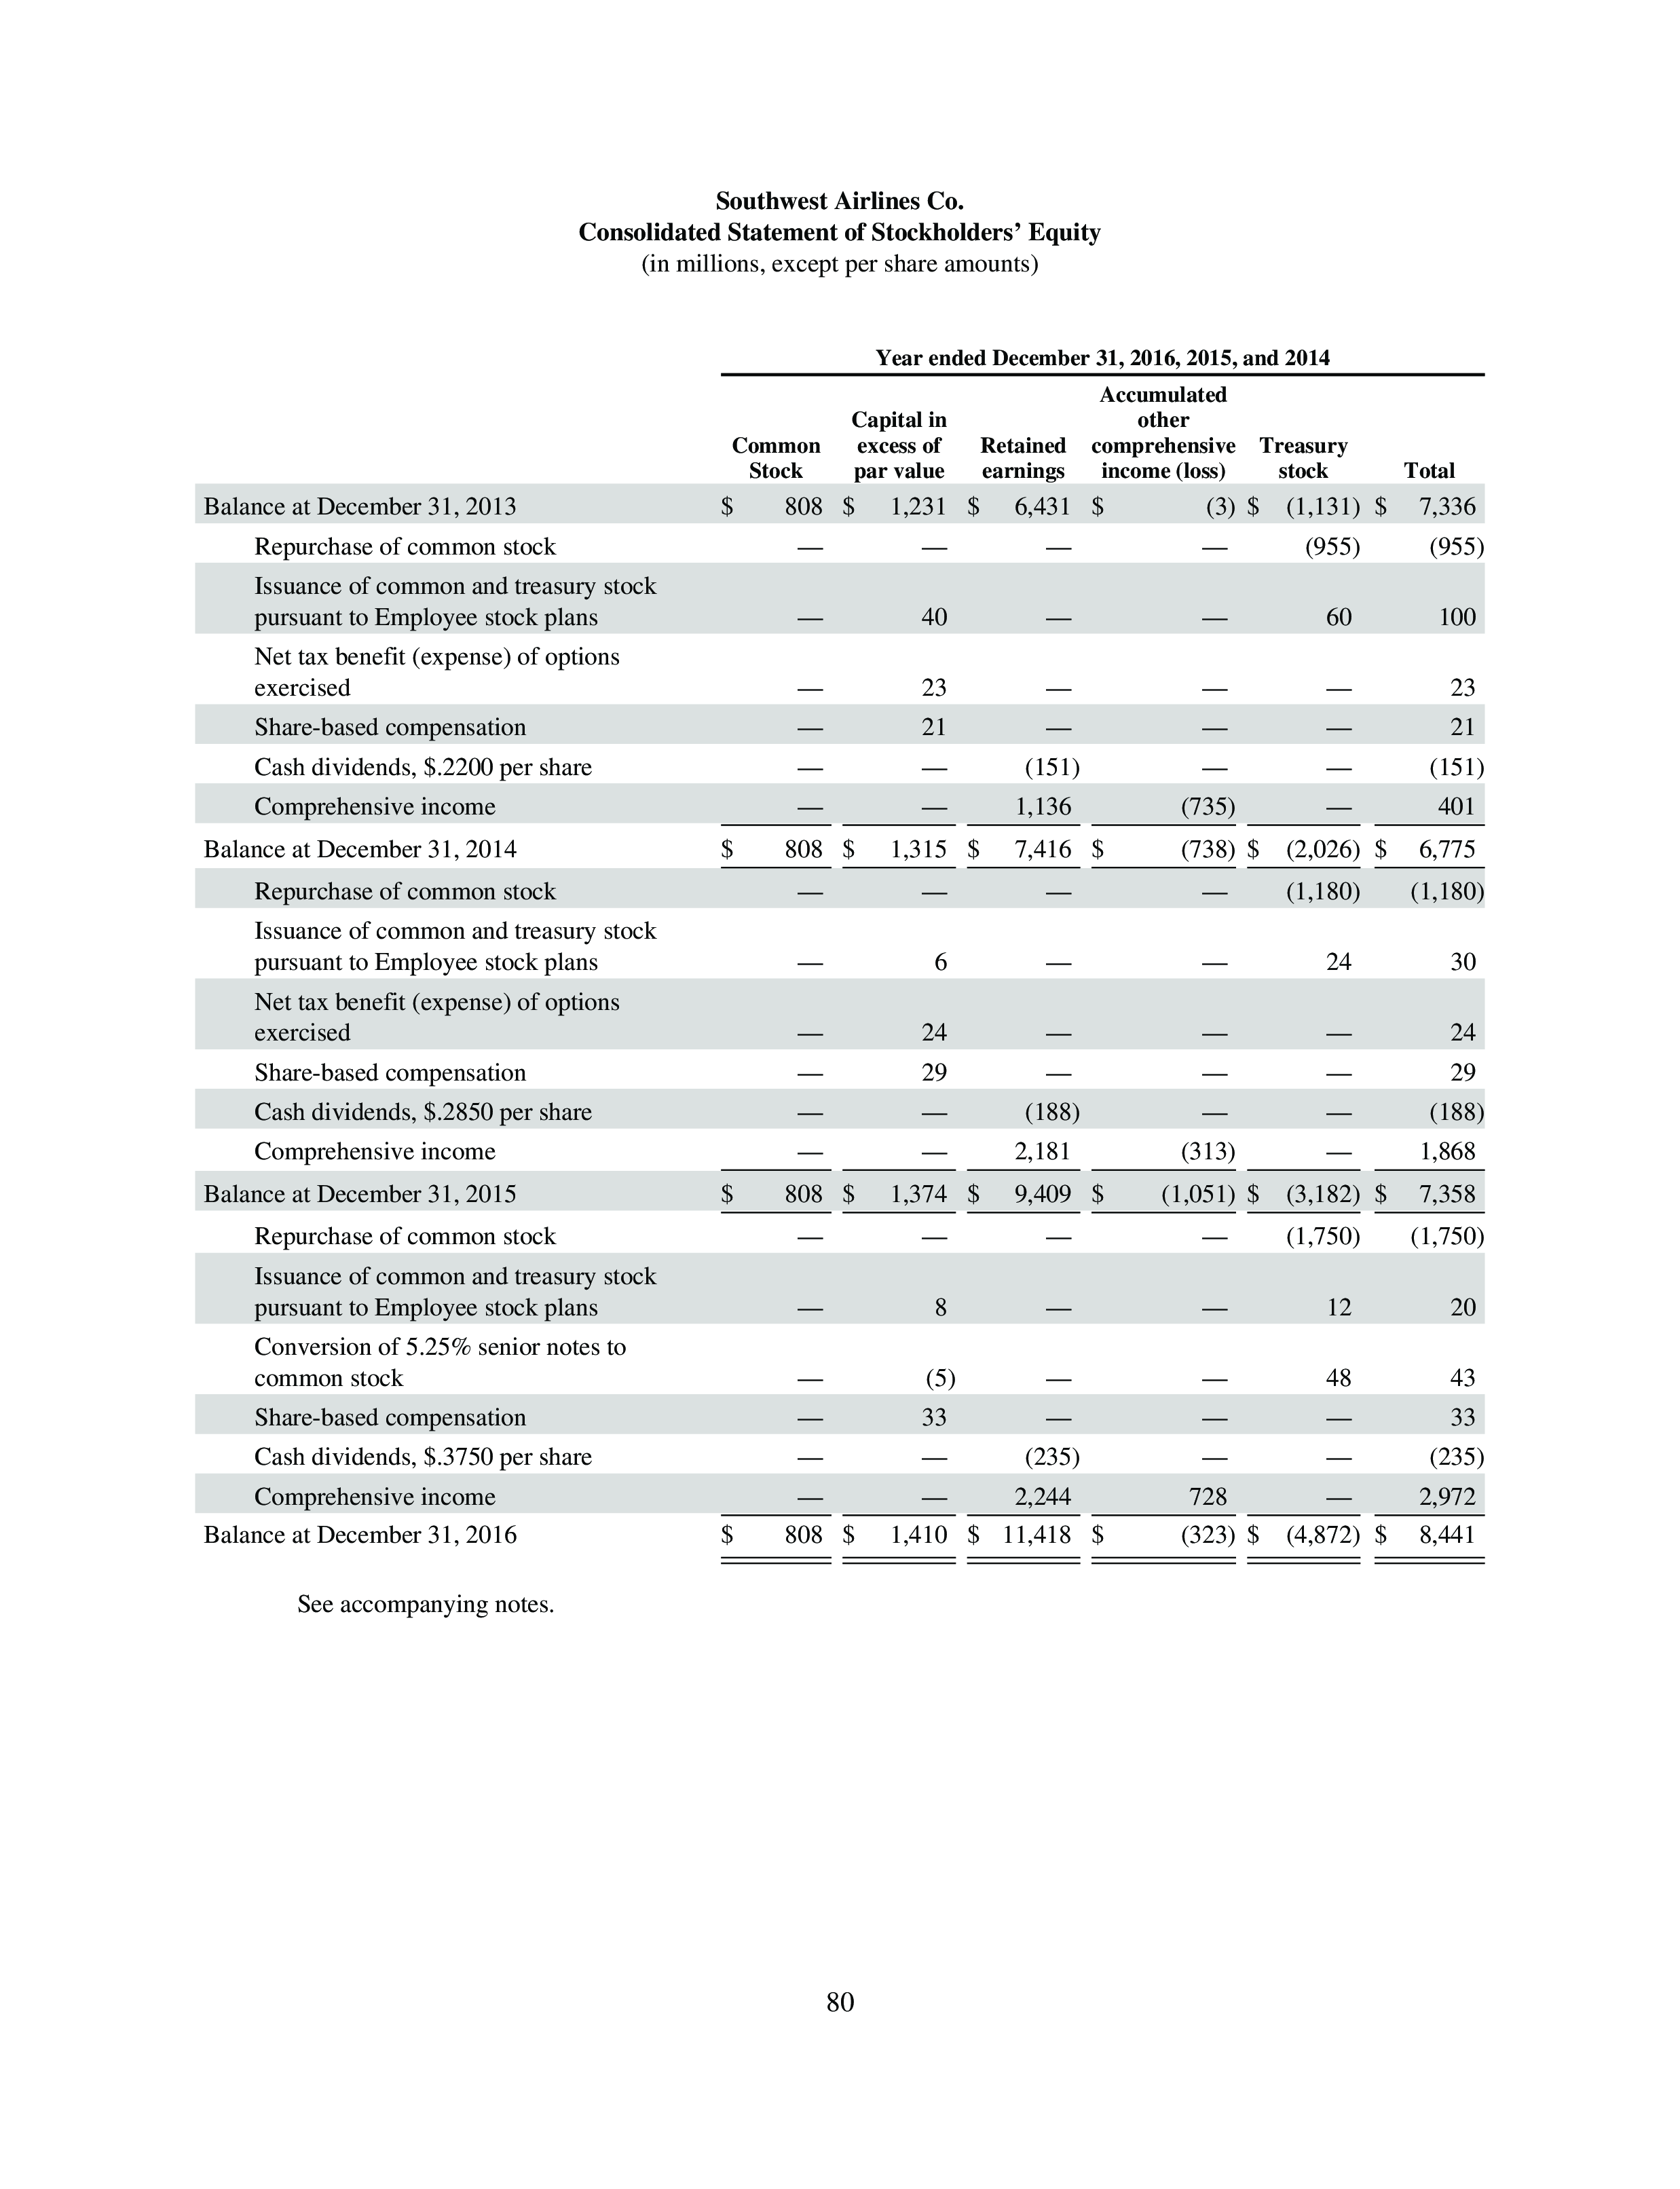 Southwest Airlines Co.
Consolidated Statement of Stockholders’ Equity
(in millions, except per share amounts)
Year ended December 31, 2016, 2015, and 2014
Common Stock Capital in excess of par value Retained earnings Accumulated other comprehensive income (loss) Treasury stock Total
Balance at December 31, 2013 $ 808 $ 1,231 $ 6,431 $ (3) $ (1,131) $ 7,336
Repurchase of common stock — — — — (955) (955)
Issuance of common and treasury stock
pursuant to Employee stock plans — 40 — — 60 100
Net tax benefit (expense) of options
exercised — 23 — — — 23
Share-based compensation — 21 — — — 21
Cash dividends, $.2200 per share — — (151) — — (151)
Comprehensive income — — 1,136 (735) — 401
Balance at December 31, 2014 $ 808 $ 1,315 $ 7,416 $ (738) $ (2,026) $ 6,775
Repurchase of common stock — — — — (1,180) (1,180)
Issuance of common and treasury stock
pursuant to Employee stock plans — 6 — — 24 30
Net tax benefit (expense) of options
exercised — 24 — — — 24
Share-based compensation — 29 — — — 29
Cash dividends, $.2850 per share — — (188) — — (188)
Comprehensive income — — 2,181 (313) — 1,868
Balance at December 31, 2015 $ 808 $ 1,374 $ 9,409 $ (1,051) $ (3,182) $ 7,358
Repurchase of common stock — — — — (1,750) (1,750)
Issuance of common and treasury stock
pursuant to Employee stock plans — 8 — — 12 20
Conversion of 5.25% senior notes to
common stock — (5) — — 48 43
Share-based compensation — 33 — — — 33
Cash dividends, $.3750 per share — — (235) — — (235)
Comprehensive income — — 2,244 728 — 2,972
Balance at December 31, 2016 $ 808 $ 1,410 $ 11,418 $ (323) $ (4,872) $ 8,441
See accompanying notes.
80